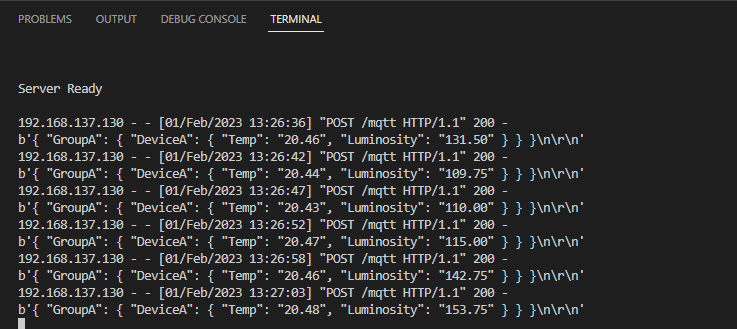 PROBLEMS OUTPUT DEBUG CONSOLE TERMINAL
Server Ready
192.168.137.130 - - [01/Feb/2023 13:26:36] "POST /mqtt HTTP/1.1" 200 -
b'{ "GroupA": { "DeviceA": { "Temp": "20.46", "Luminosity": "131.50" } } }\n\r\n'
192.168.137.130 - - [01/Feb/2023 13:26:42] "POST /mqtt HTTP/1.1" 200 -
b'{ "GroupA": { "DeviceA": { "Temp": "20.44", "Luminosity": "109.75" } } }\n\r\n'
192.168.137.130 - - [01/Feb/2023 13:26:47] "POST /mqtt HTTP/1.1" 200 -
b'{ "GroupA": { "DeviceA": { "Temp": "20.43", "Luminosity": "110.00" } } }\n\r\n'
192.168.137.130 - - [01/Feb/2023 13:26:52] "POST /mqtt HTTP/1.1" 200 -
b'{ "GroupA": { "DeviceA": { "Temp": "20.47", "Luminosity": "115.00" } } }\n\r\n'
192.168.137.130 - - [01/Feb/2023 13:26:58] "POST /mqtt HTTP/1.1" 200 -
b'{ "GroupA": { "DeviceA": { "Temp": "20.46", "Luminosity": "142.75" } } }\n\r\n'
192.168.137.130 - - [01/Feb/2023 13:27:03] "POST /mqtt HTTP/1.1" 200 -
b'{ "GroupA": { "DeviceA": { "Temp": "20.48", "Luminosity": "153.75" } } }\n\r\n'